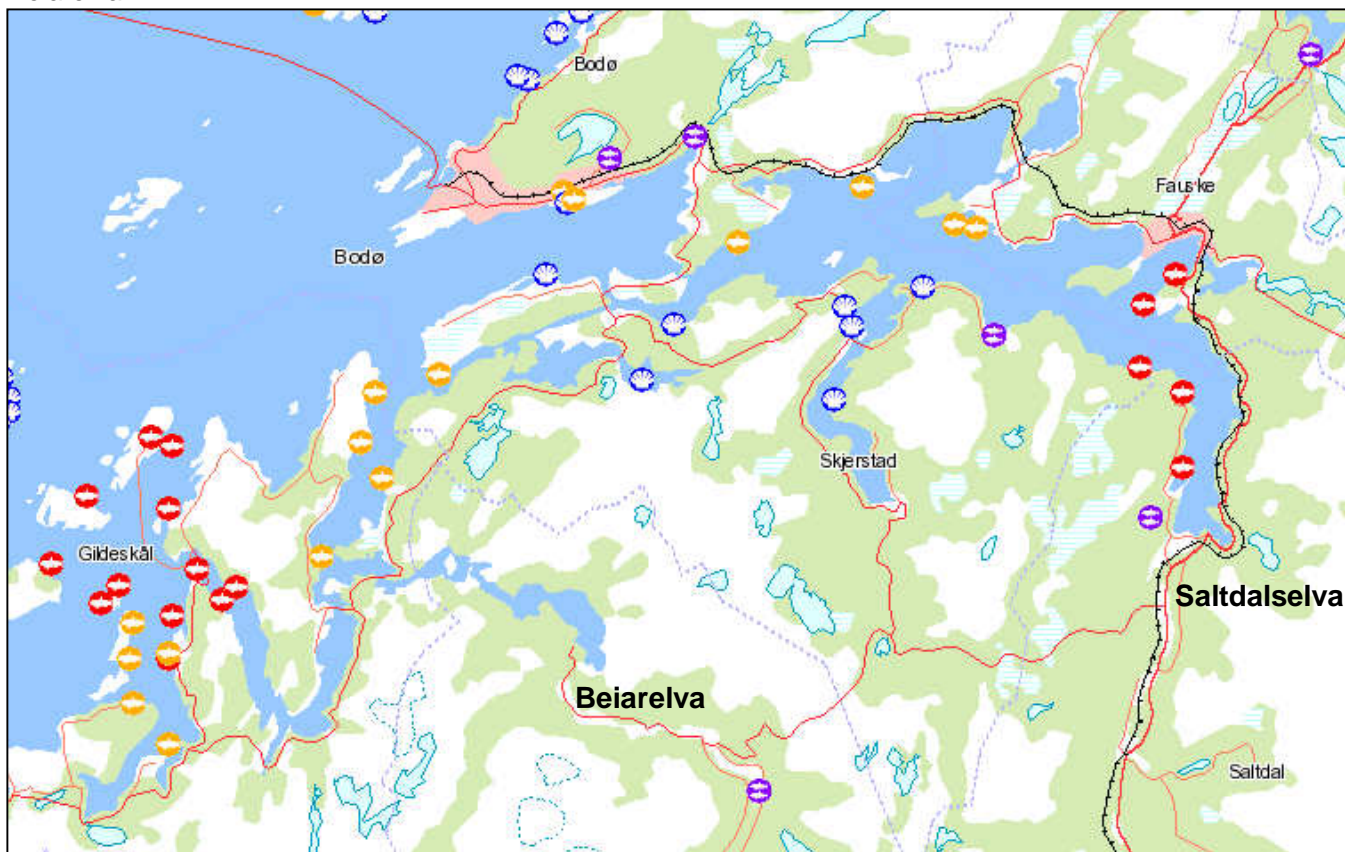 Bodø
Fauske
Bodø
Skjerstad
Gildeskål
Saltdalselva
Beiarelva
Saltdal